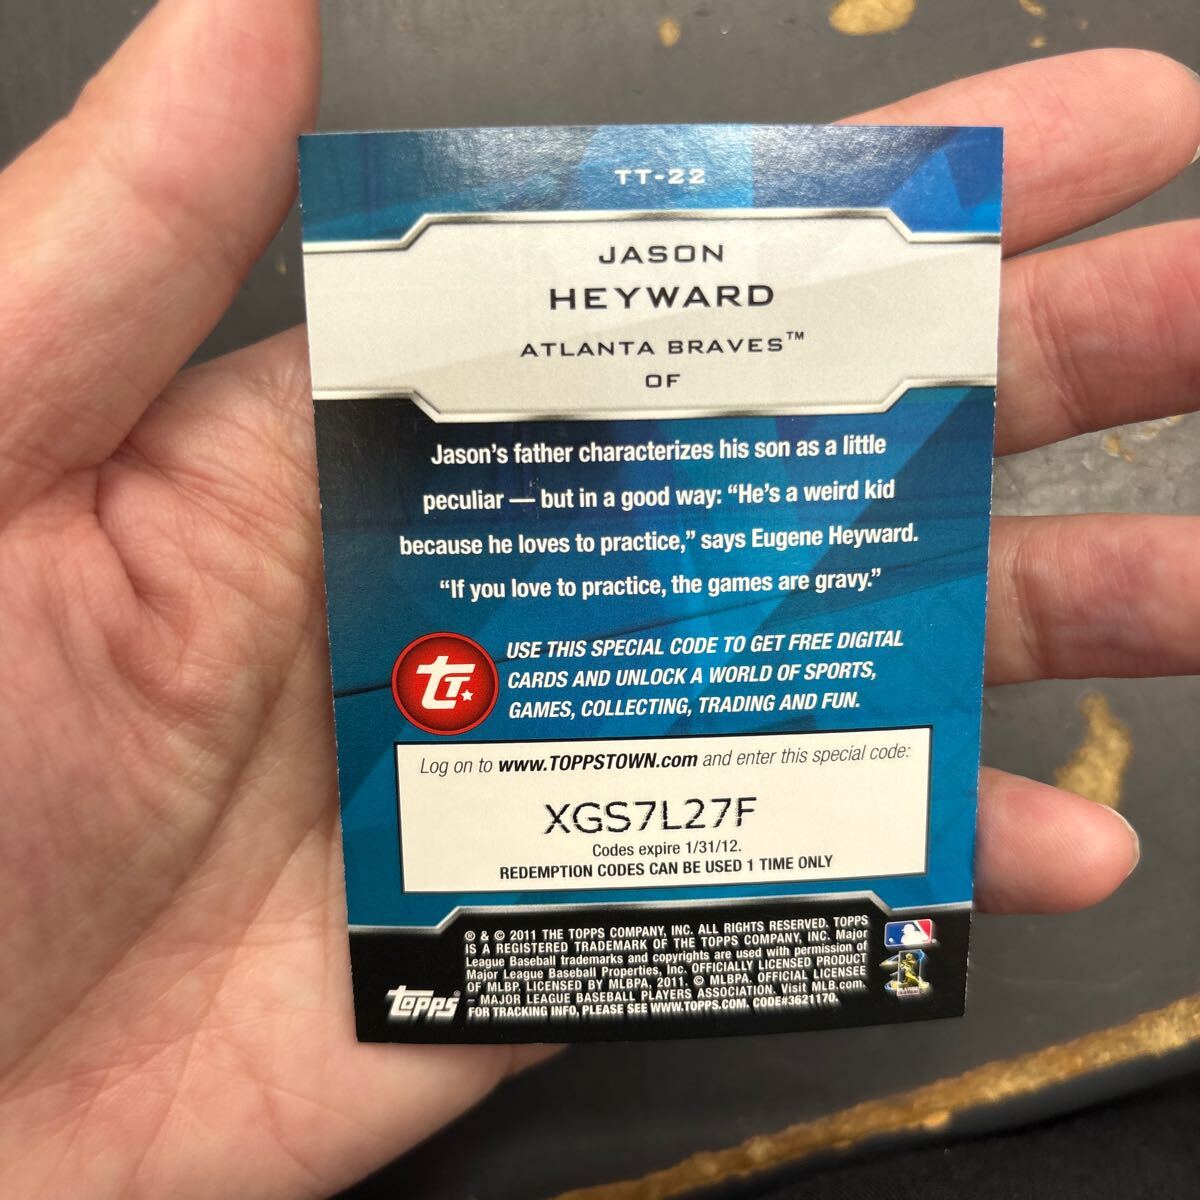 TT-22
JASON
HEYWARD
ATLANTA BRAVES™
OF
Jason's father characterizes his son as a little
peculiar — but in a good way: “He's a weird kid
because he loves to practice,” says Eugene Heyward.
“If you love to practice, the games are gravy.”
TT
USE THIS SPECIAL CODE TO GET FREE DIGITAL
CARDS AND UNLOCK A WORLD OF SPORTS,
GAMES, COLLECTING, TRADING AND FUN.
Log on to www.TOPPSTOWN.com and enter this special code:
XGS7L27F
Codes expire 1/31/12.
REDEMPTION CODES CAN BE USED 1 TIME ONLY
® & © 2011 THE TOPPS COMPANY, INC. ALL RIGHTS RESERVED. TOPPS
IS A REGISTERED TRADEMARK OF THE TOPPS COMPANY, INC. Major
League Baseball trademarks and copyrights are used with permission of
Major League Baseball Properties, Inc. OFFICIALLY LICENSED PRODUCT
OF MLBP. LICENSED BY MLBPA, 2011. © MLBPA. OFFICIAL LICENSEE
– MAJOR LEAGUE BASEBALL PLAYERS ASSOCIATION. Visit MLB.com.
FOR TRACKING INFO, PLEASE SEE WWW.TOPPS.COM. CODE#3621170.
topps®